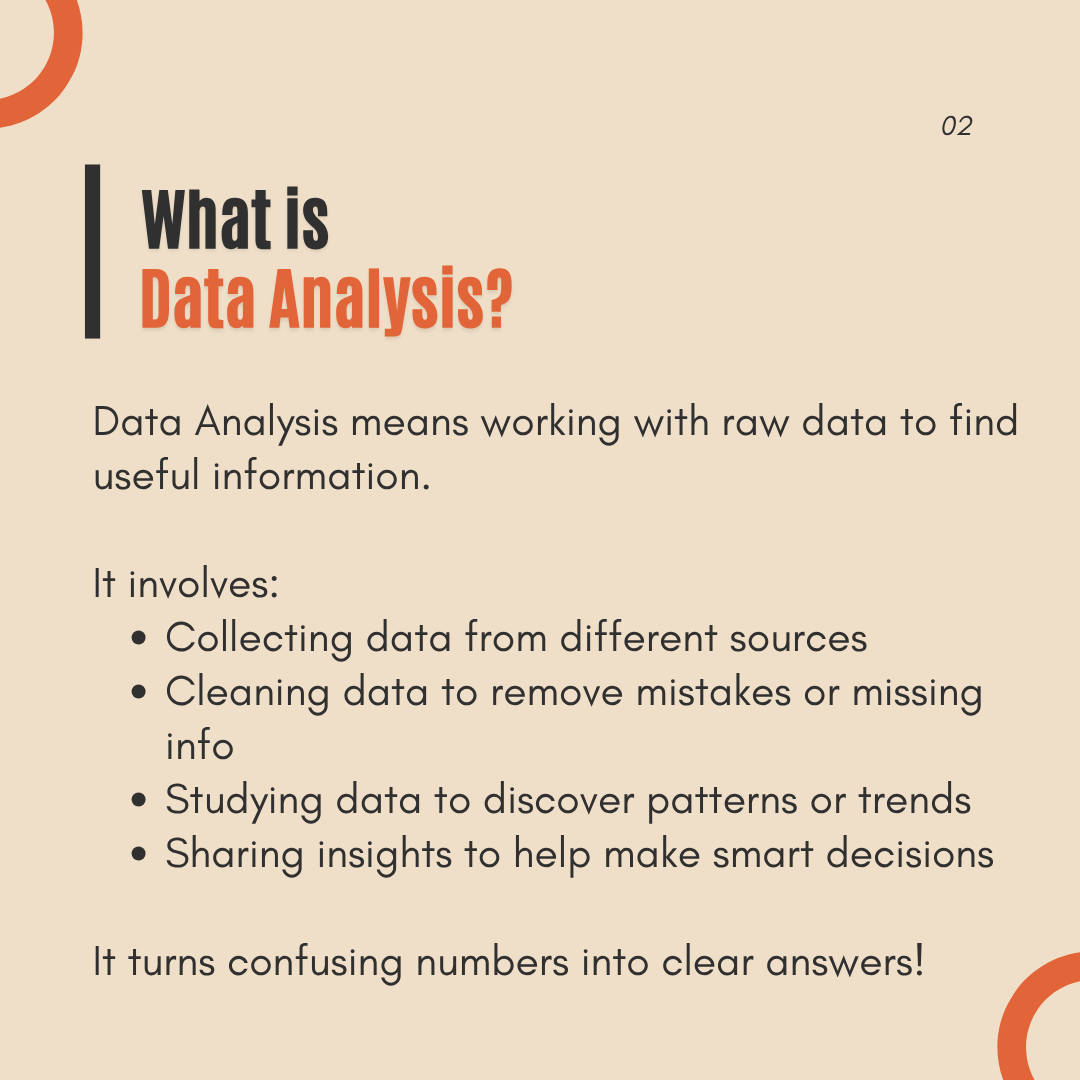 02
What is
Data Analysis?
Data Analysis means working with raw data to find
useful information.
It involves:
• Collecting data from different sources
• Cleaning data to remove mistakes or missing
info
• Studying data to discover patterns or trends
• Sharing insights to help make smart decisions
It turns confusing numbers into clear answers!